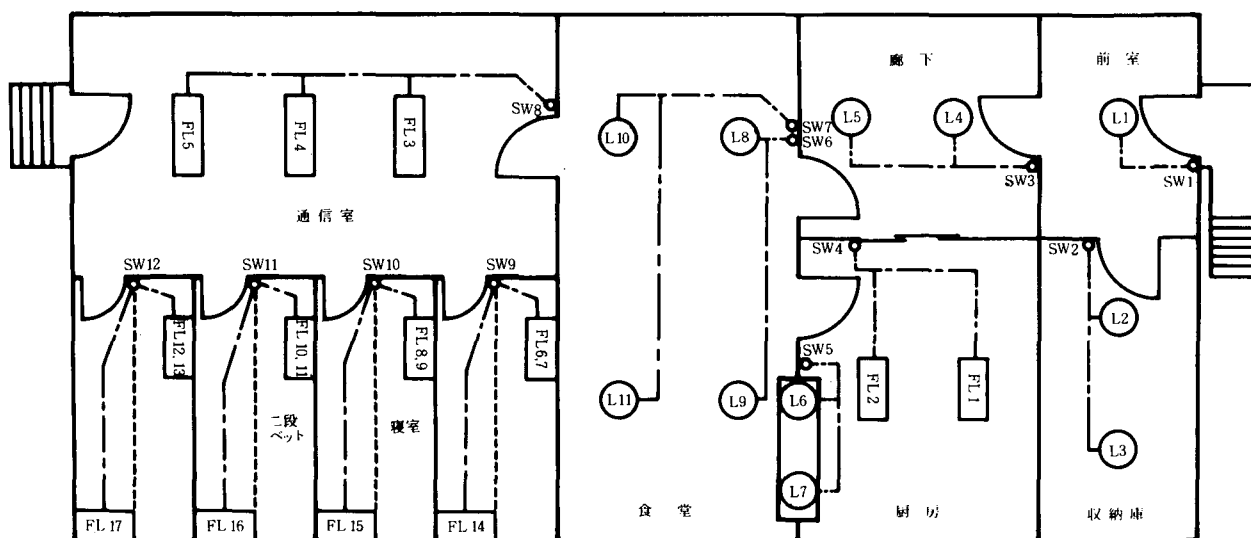 廊下
前室
SW8
FL5
FL4
FL3
L10
L8
SW7
SW6
L5
L4
L1
SW3
SW1
通信室
SW12
SW11
SW10
SW9
SW4
SW2
FL12,13
FL10,11
FL8,9
FL6,7
L2
SW5
L11
L9
L6
FL2
FL1
二段
ベット
寝室
L3
L7
FL17
FL16
FL15
FL14
食堂
厨房
収納庫